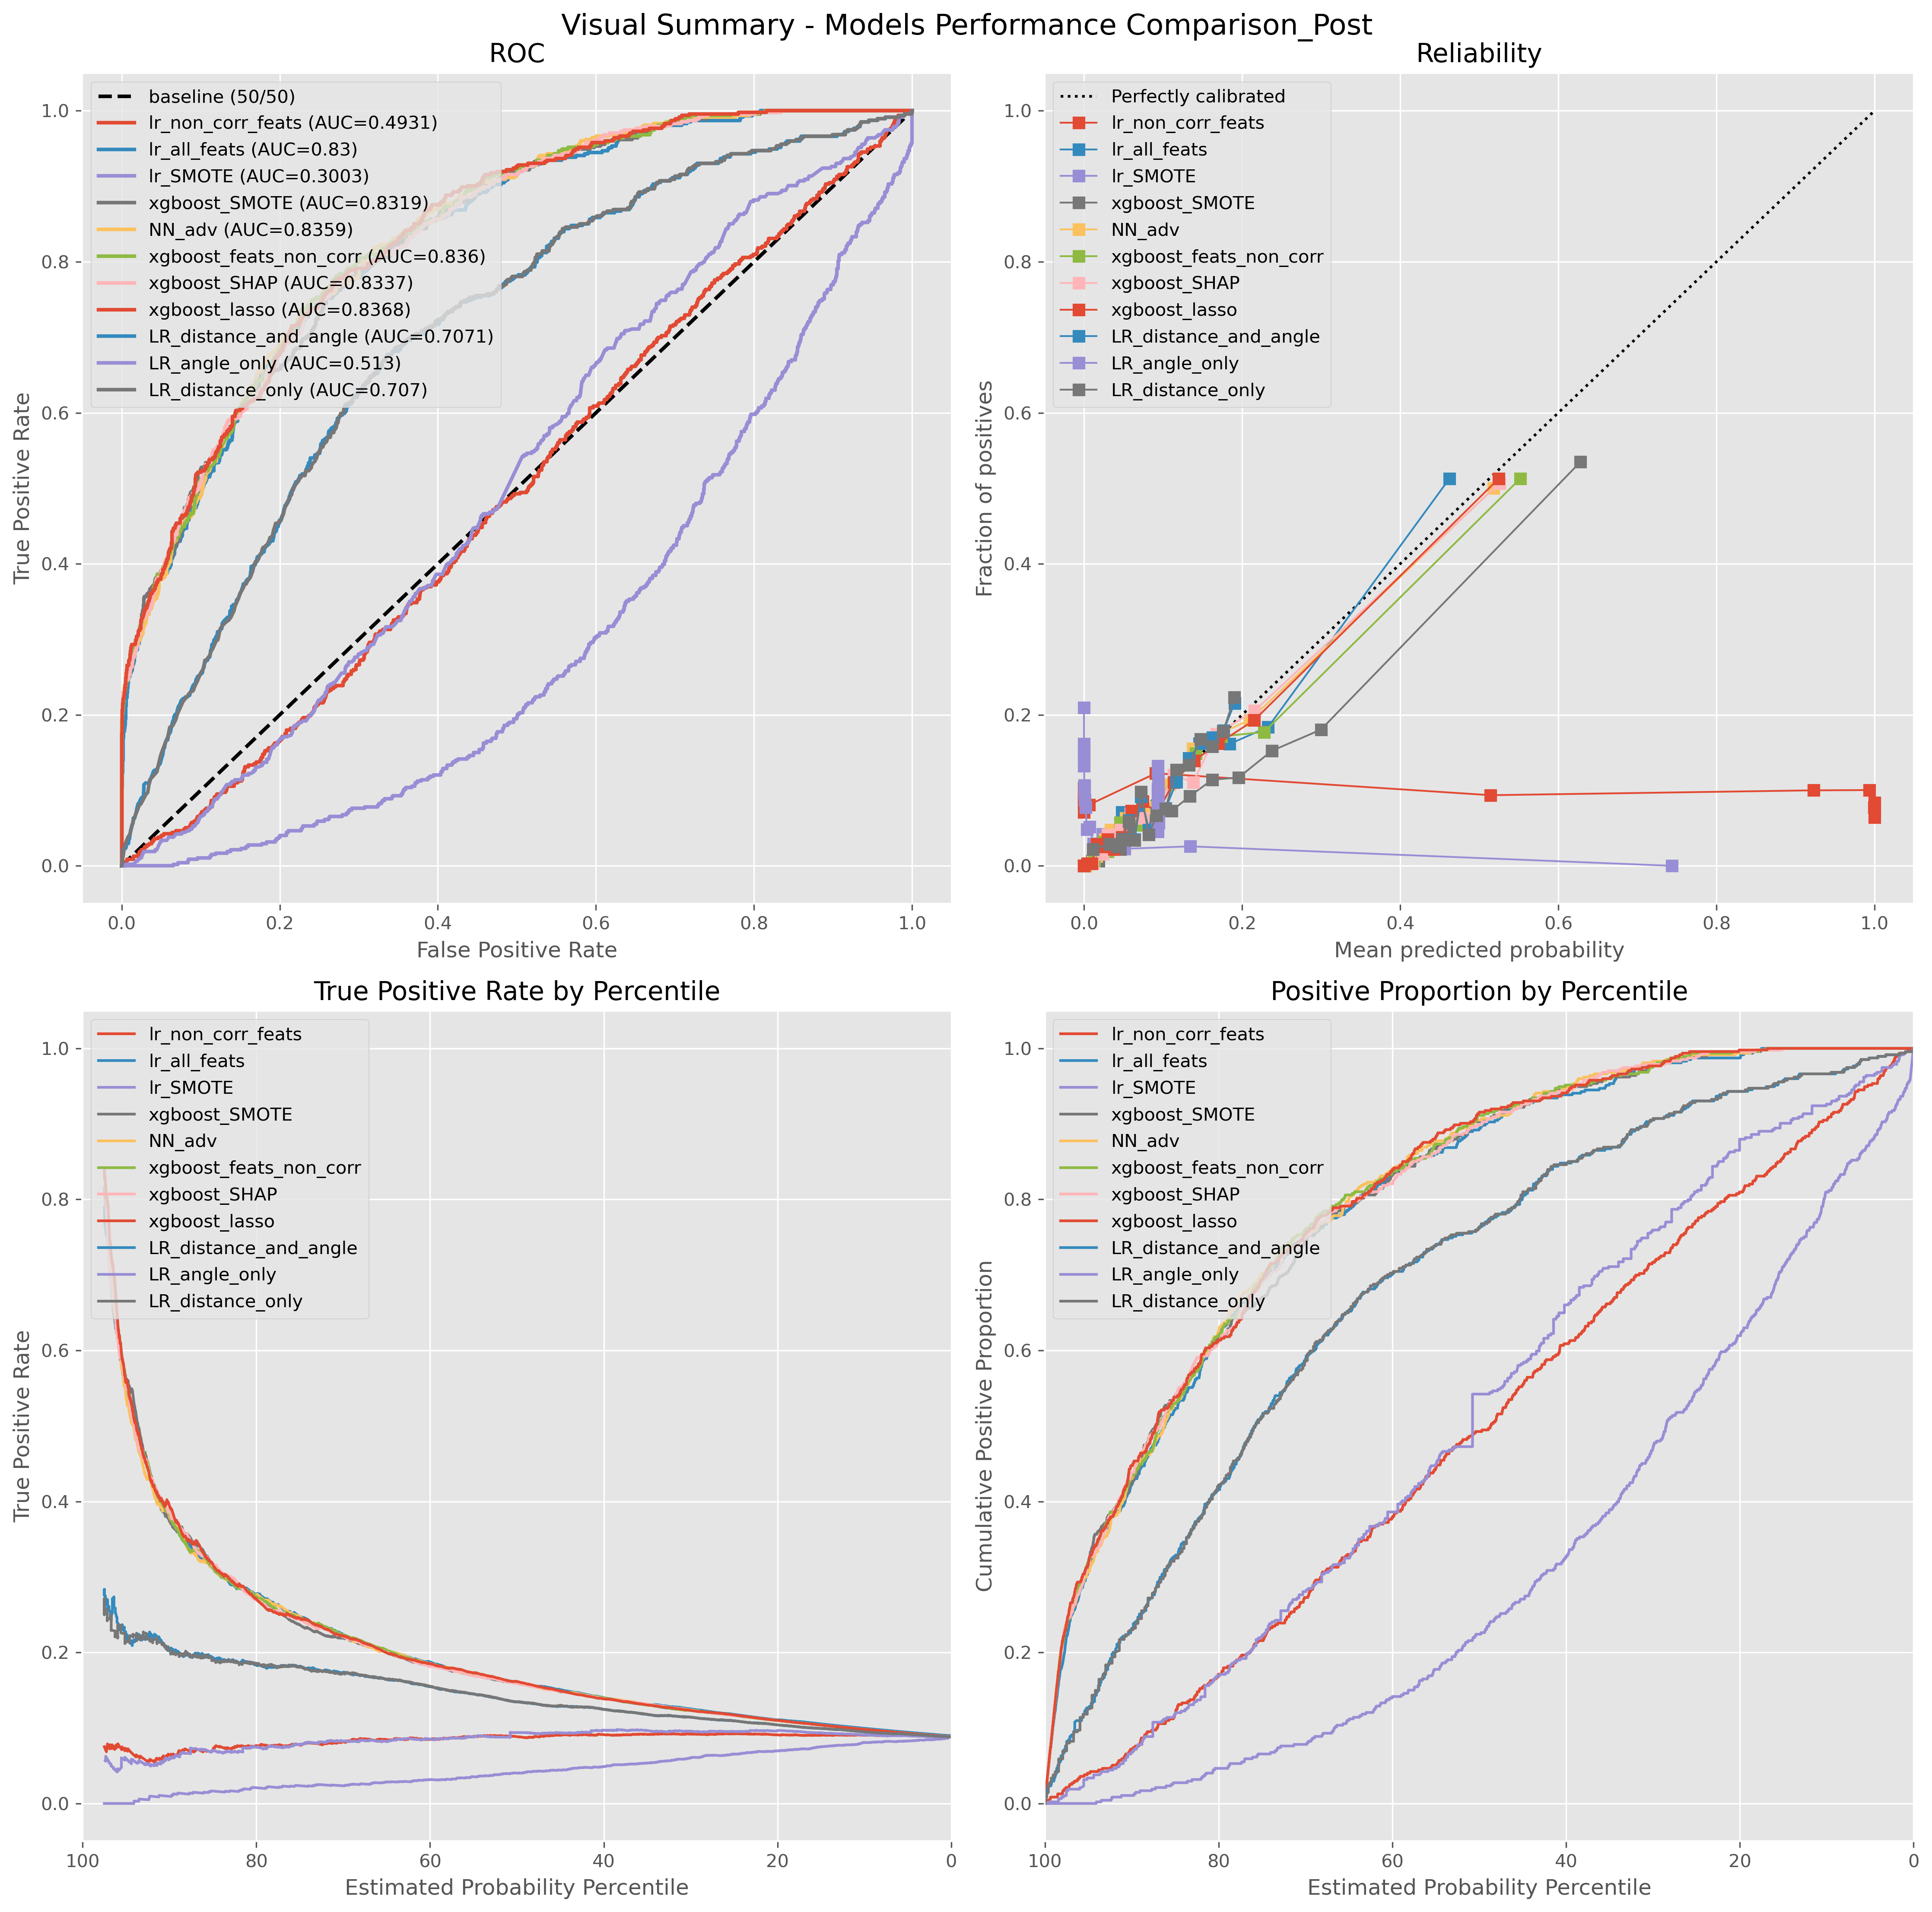 Visual Summary - Models Performance Comparison_Post
ROC
baseline (50/50)
lr_non_corr_feats (AUC=0.4931)
lr_all_feats (AUC=0.83)
lr_SMOTE (AUC=0.3003)
xgboost_SMOTE (AUC=0.8319)
NN_adv (AUC=0.8359)
xgboost_feats_non_corr (AUC=0.836)
xgboost_SHAP (AUC=0.8337)
xgboost_lasso (AUC=0.8368)
LR_distance_and_angle (AUC=0.7071)
LR_angle_only (AUC=0.513)
LR_distance_only (AUC=0.707)
True Positive Rate
1.0
0.8
0.6
0.4
0.2
0.0
0.0 0.2 0.4 0.6 0.8 1.0
False Positive Rate
Reliability
Perfectly calibrated
lr_non_corr_feats
lr_all_feats
lr_SMOTE
xgboost_SMOTE
NN_adv
xgboost_feats_non_corr
xgboost_SHAP
xgboost_lasso
LR_distance_and_angle
LR_angle_only
LR_distance_only
Fraction of positives
1.0
0.8
0.6
0.4
0.2
0.0
0.0 0.2 0.4 0.6 0.8 1.0
Mean predicted probability
True Positive Rate by Percentile
lr_non_corr_feats
lr_all_feats
lr_SMOTE
xgboost_SMOTE
NN_adv
xgboost_feats_non_corr
xgboost_SHAP
xgboost_lasso
LR_distance_and_angle
LR_angle_only
LR_distance_only
True Positive Rate
1.0
0.8
0.6
0.4
0.2
0.0
100 80 60 40 20 0
Estimated Probability Percentile
Positive Proportion by Percentile
lr_non_corr_feats
lr_all_feats
lr_SMOTE
xgboost_SMOTE
NN_adv
xgboost_feats_non_corr
xgboost_SHAP
xgboost_lasso
LR_distance_and_angle
LR_angle_only
LR_distance_only
Cumulative Positive Proportion
1.0
0.8
0.6
0.4
0.2
0.0
100 80 60 40 20 0
Estimated Probability Percentile